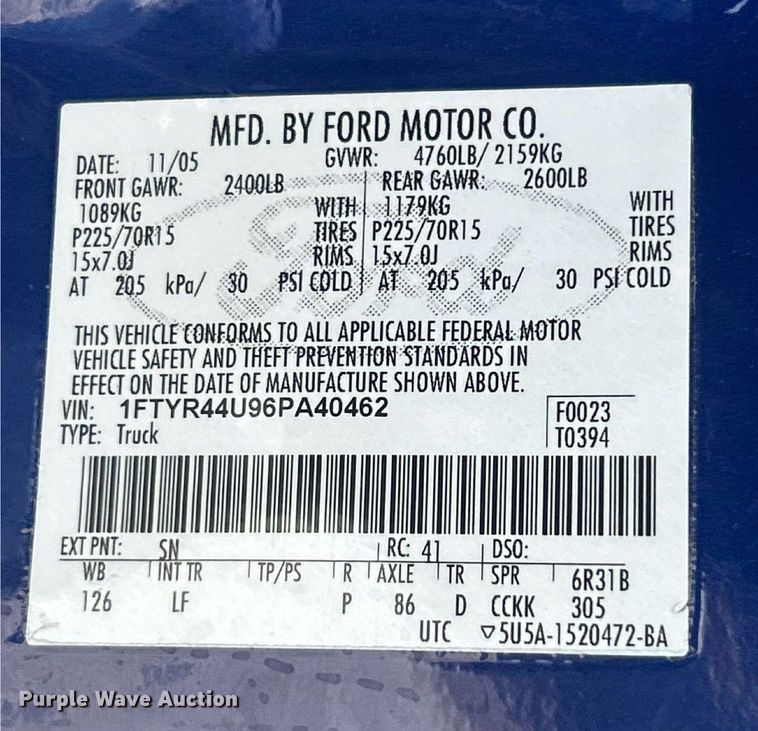 MFD. BY FORD MOTOR CO.
DATE: 11/05 GVWR: 4760LB/ 2159KG
FRONT GAWR: 2400LB REAR GAWR: 2600LB
1089KG WITH 1179KG WITH
P225/70R15 TIRES P225/70R15 TIRES
15x7.0J RIMS 15x7.0J RIMS
AT 205 kPa/ 30 PSI COLD AT 205 kPa/ 30 PSI COLD
Ford
THIS VEHICLE CONFORMS TO ALL APPLICABLE FEDERAL MOTOR
VEHICLE SAFETY AND THEFT PREVENTION STANDARDS IN
EFFECT ON THE DATE OF MANUFACTURE SHOWN ABOVE.
VIN: 1FTYR44U96PA40462 F0023
TYPE: Truck T0394
EXT PNT: SN RC: 41 DSO:
WB INT TR TP/PS R AXLE TR SPR 6R31B
126 LF P 86 D CCKK 305
UTC ▽5U5A-1520472-BA
Purple Wave Auction